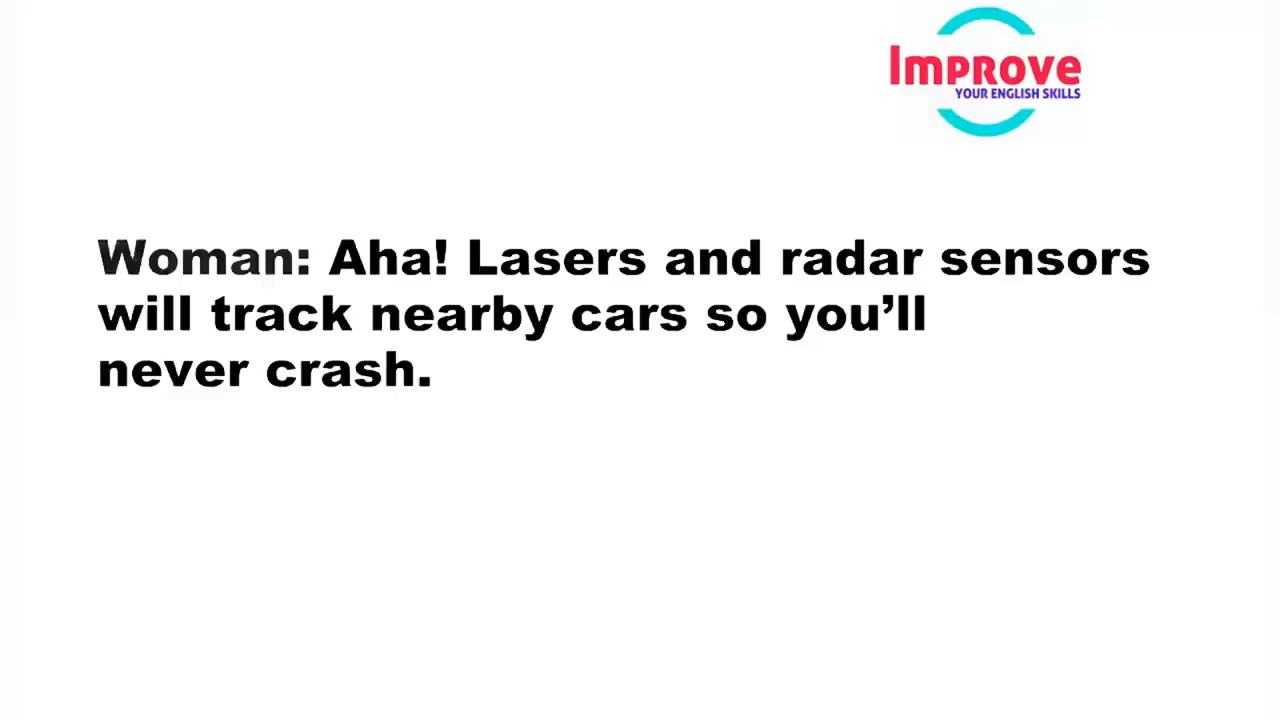 Improve
YOUR ENGLISH SKILLS
Woman: Aha! Lasers and radar sensors
will track nearby cars so you’ll
never crash.